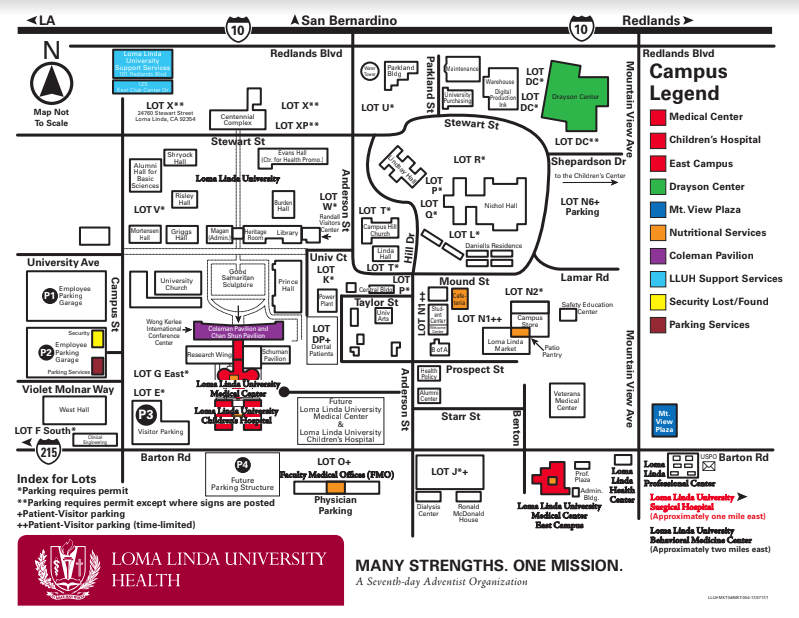 LA
10
San Bernardino
10
Redlands
Redlands Blvd
Redlands Blvd
N
Map Not
To Scale
Loma Linda
University
Support Services
101 Redlands Blvd
East Club Center Dr
LOT X**
24760 Stewart Street
Loma Linda, CA 92354
Centennial
Complex
LOT X**
LOT XP**
Water
Tower
Parkland
Bldg
LOT U*
Parkland St
Maintenance
University
Purchasing
Warehouse
Digital
Production
Ink
LOT
DC*
LOT
DC*
Drayson Center
LOT DC**
Mountain View Ave
Campus
Legend
Medical Center
Children's Hospital
East Campus
Drayson Center
Mt. View Plaza
Nutritional Services
Coleman Pavilion
LLUH Support Services
Security Lost/Found
Parking Services
Stewart St
Stewart St
Shepardson Dr
to the Children's Center
LOT N6+
Parking
Alumni
Hall for
Basic
Sciences
Shryock
Hall
Evans Hall
(Ctr. for Health Promo.)
Loma Linda University
Risley
Hall
Burden
Hall
LOT V*
Mortensen
Hall
Griggs
Hall
Magan
(Admin.)
Heritage
Room
Library
LOT
W*
Randall
Visitors
Center
Anderson St
Lindsay Hall
LOT R*
LOT
P*
LOT
Q*
Nichol Hall
LOT T*
Campus Hill
Church
Linda
Hall
LOT T*
Hill Dr
LOT L*
Daniells Residence
University Ave
Univ Ct
Lamar Rd
P1
Employee
Parking
Garage
Campus St
University
Church
Good
Samaritan
Sculpture
Prince
Hall
LOT
K*
Power
Plant
Central Bldg
LOT
P*
Mound St
LOT N1++
Cafe-
teria
LOT N2*
Safety Education
Center
Taylor St
Univ
Arts
Stud-
ent
Center
LOT N1++
Campus
Store
Loma Linda
Market
Patio
Pantry
B of A
Wong Kerlee
International
Conference
Center
Coleman Pavilion and
Chan Shun Pavilion
LOT
DP+
Dental
Patients
P2
Employee
Parking
Garage
Security
Parking Services
Research Wing
Schuman
Pavilion
LOT G East*
Loma Linda University
Medical Center
Loma Linda University
Children's Hospital
Violet Molnar Way
LOT E*
West Hall
P3
Visitor Parking
LOT F South*
Clinical
Engineering
215
Future
Loma Linda University
Medical Center
&
Loma Linda University
Children's Hospital
Anderson St
Health
Policy
Prospect St
Alumni
Center
Starr St
Benton
Veterans
Medical
Center
Mountain View Ave
Mt.
View
Plaza
Barton Rd
Barton Rd
P4
Future
Parking Structure
LOT O+
Faculty Medical Offices (FMO)
Physician
Parking
LOT J*+
Dialysis
Center
Ronald
McDonald
House
Prof.
Plaza
Admin.
Bldg.
Loma Linda University
Medical Center
East Campus
Loma
Linda
Health
Center
Loma
Linda
Professional Center
USPO
Loma Linda University
Surgical Hospital
(Approximately one mile east)
Loma Linda University
Behavioral Medicine Center
(Approximately two miles east)
Index for Lots
*Parking requires permit
**Parking requires permit except where signs are posted
+Patient-Visitor parking
++Patient-Visitor parking (time-limited)
LOMA LINDA UNIVERSITY
HEALTH
MANY STRENGTHS. ONE MISSION.
A Seventh-day Adventist Organization